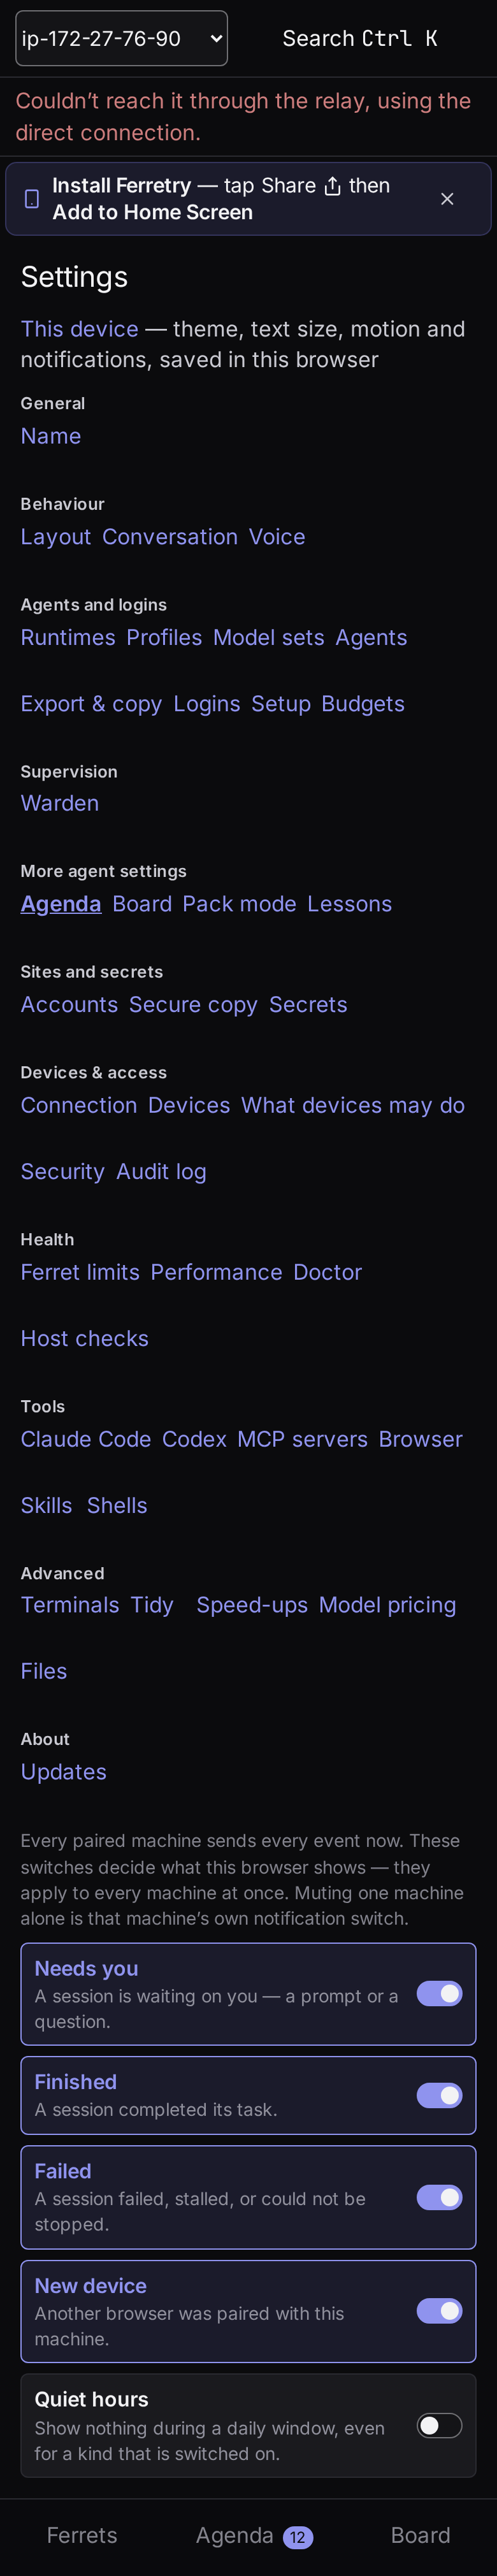 ip-172-27-76-90
Search Ctrl K
Couldn’t reach it through the relay, using the
direct connection.
Install Ferretry — tap Share then
Add to Home Screen
Settings
This device — theme, text size, motion and
notifications, saved in this browser
General
Name
Behaviour
Layout Conversation Voice
Agents and logins
Runtimes Profiles Model sets Agents
Export & copy Logins Setup Budgets
Supervision
Warden
More agent settings
Agenda Board Pack mode Lessons
Sites and secrets
Accounts Secure copy Secrets
Devices & access
Connection Devices What devices may do
Security Audit log
Health
Ferret limits Performance Doctor
Host checks
Tools
Claude Code Codex MCP servers Browser
Skills Shells
Advanced
Terminals Tidy Speed-ups Model pricing
Files
About
Updates
Every paired machine sends every event now. These
switches decide what this browser shows — they
apply to every machine at once. Muting one machine
alone is that machine’s own notification switch.
Needs you
A session is waiting on you — a prompt or a
question.
Finished
A session completed its task.
Failed
A session failed, stalled, or could not be
stopped.
New device
Another browser was paired with this
machine.
Quiet hours
Show nothing during a daily window, even
for a kind that is switched on.
Ferrets Agenda 12 Board